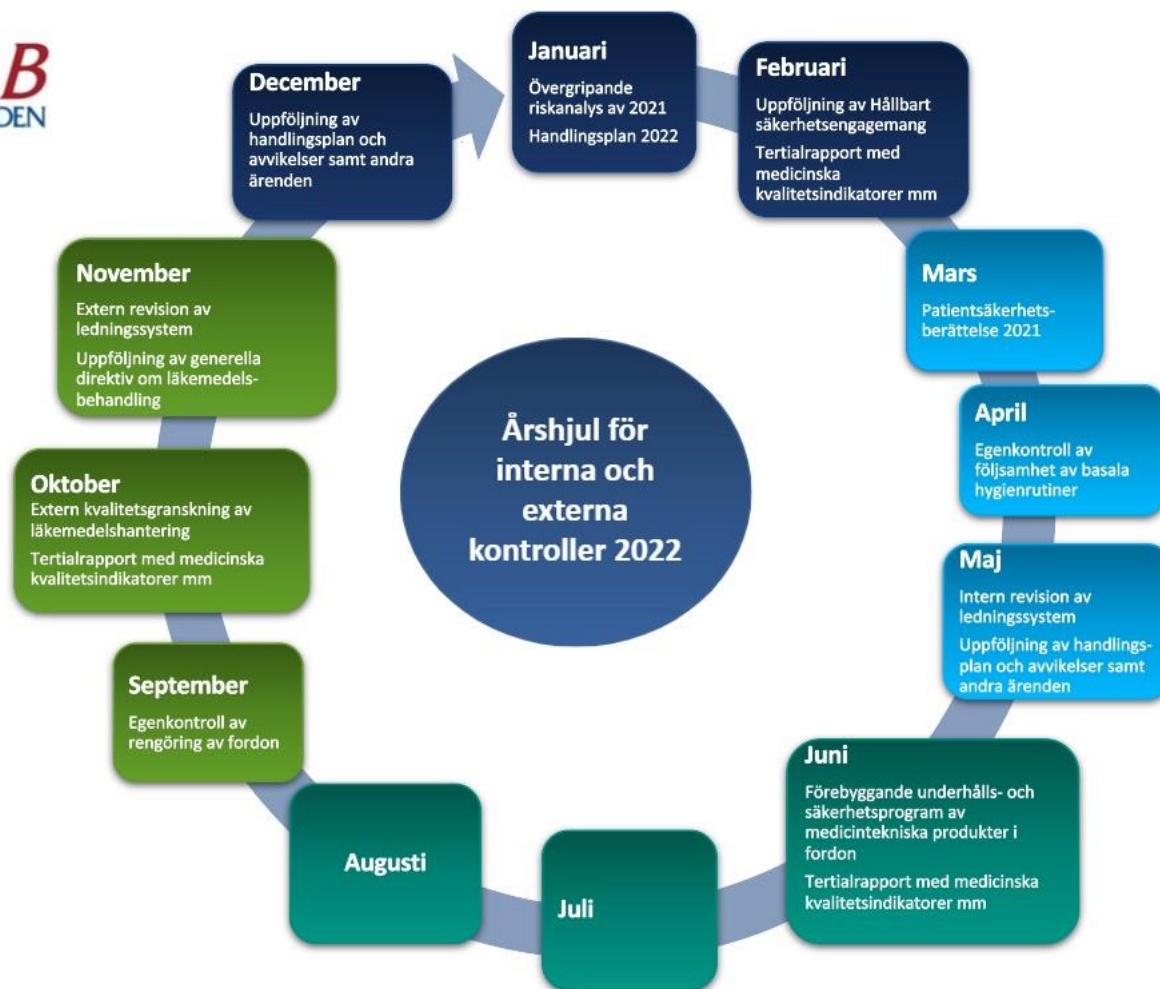 B
DEN
Januari
Övergripande
riskanalys av 2021
Handlingsplan 2022
Februari
Uppföljning av Hållbart
säkerhetsengagemang
Tertialrapport med
medicinska
kvalitetsindikatorer mm
Mars
Patientsäkerhets-
berättelse 2021
April
Egenkontroll av
följsamhet av basala
hygienrutiner
Maj
Intern revision av
ledningssystem
Uppföljning av handlings-
plan och avvikelser samt
andra ärenden
Juni
Förebyggande underhålls- och
säkerhetsprogram av
medicintekniska produkter i
fordon
Tertialrapport med medicinska
kvalitetsindikatorer mm
Juli
Augusti
September
Egenkontroll av
rengöring av fordon
Oktober
Extern kvalitetsgranskning av
läkemedelshantering
Tertialrapport med medicinska
kvalitetsindikatorer mm
November
Extern revision av
ledningssystem
Uppföljning av generella
direktiv om läkemedels-
behandling
December
Uppföljning av
handlingsplan och
avvikelser samt andra
ärenden
Årshjul för
interna och
externa
kontroller 2022